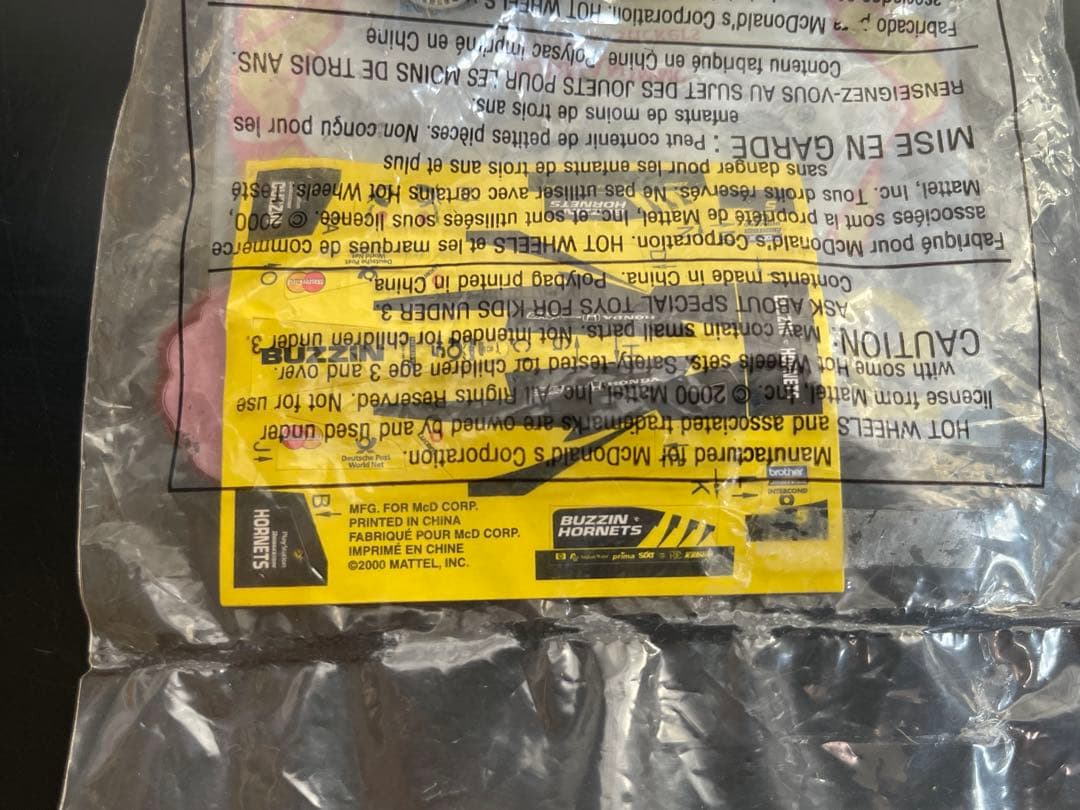 Manufactured for McDonald's Corporation.
HOT WHEELS and associated trademarks are owned by and used under
license from Mattel, Inc. © 2000 Mattel, Inc. All Rights Reserved. Not for use
with some Hot Wheels sets. Safety tested for children age 3 and over.
CAUTION: May contain small parts. Not intended for children under 3.
ASK ABOUT SPECIAL TOYS FOR KIDS UNDER 3.
Contents made in China. Polybag printed in China.
Fabriqué pour McDonald's Corporation. HOT WHEELS et les marques de commerce
associées sont la propriété de Mattel, Inc. et sont utilisées sous licence. © 2000,
Mattel, Inc. Tous droits réservés. Ne pas utiliser avec certains Hot Wheels. Testé
sans danger pour les enfants de trois ans et plus
MISE EN GARDE : Peut contenir de petites pièces. Non conçu pour les
enfants de moins de trois ans.
RENSEIGNEZ-VOUS AU SUJET DES JOUETS POUR LES MOINS DE TROIS ANS.
Contenu fabriqué en Chine Polysac imprimé en Chine
Fabricado McDonald's Corporation. HOT WHEELS
BUZZIN
Deutsche Post
World Net
brother
INTERCOND
B
K
J
MFG. FOR McD CORP.
PRINTED IN CHINA
FABRIQUÉ POUR McD CORP.
IMPRIMÉ EN CHINE
©2000 MATTEL, INC.
HORNETS
PlayStation
BUZZIN
HORNETS
prima SIXT